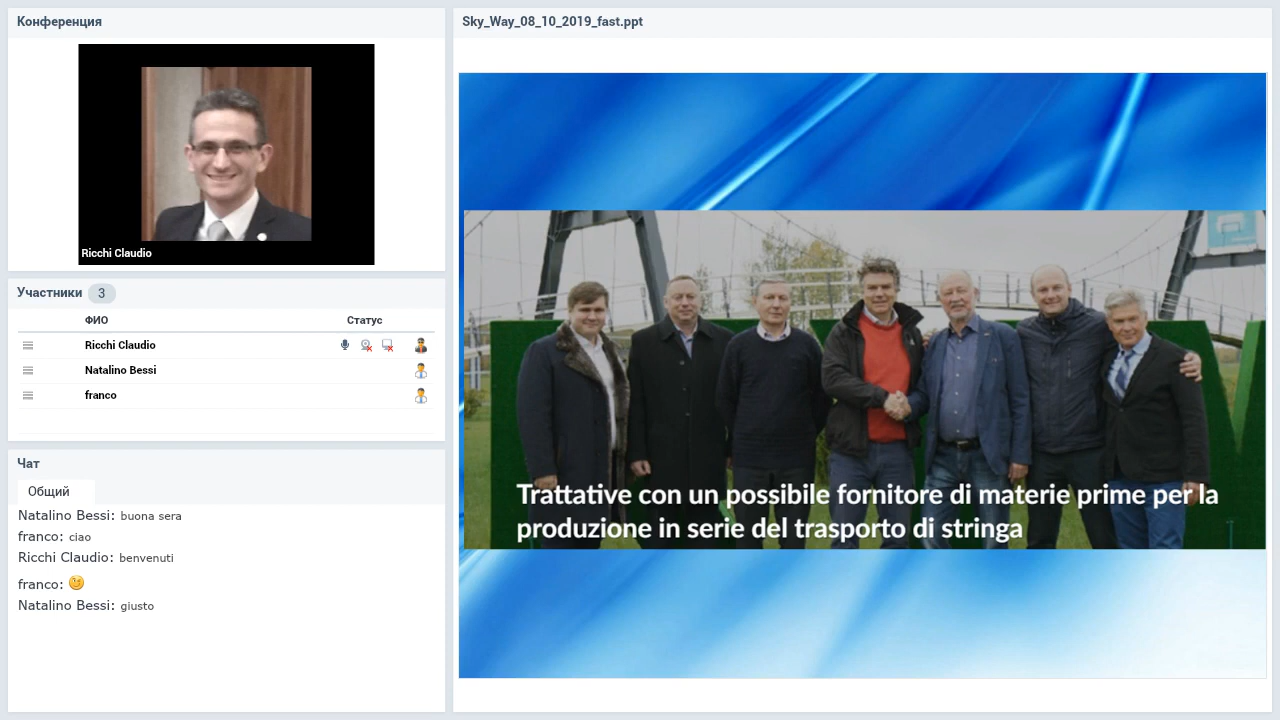 Конференция
Ricchi Claudio
Участники 3
ФИО Статус
Ricchi Claudio
Natalino Bessi
franco
Чат
Общий
Natalino Bessi: buona sera
franco: ciao
Ricchi Claudio: benvenuti
franco:
Natalino Bessi: giusto
Sky_Way_08_10_2019_fast.ppt
Trattative con un possibile fornitore di materie prime per la
produzione in serie del trasporto di stringa